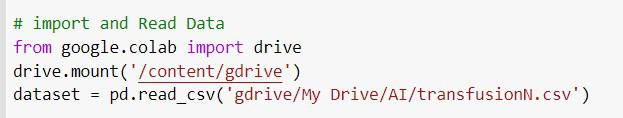 # import and Read Data
from google.colab import drive
drive.mount('/content/gdrive')
dataset = pd.read_csv('gdrive/My Drive/AI/transfusionN.csv')